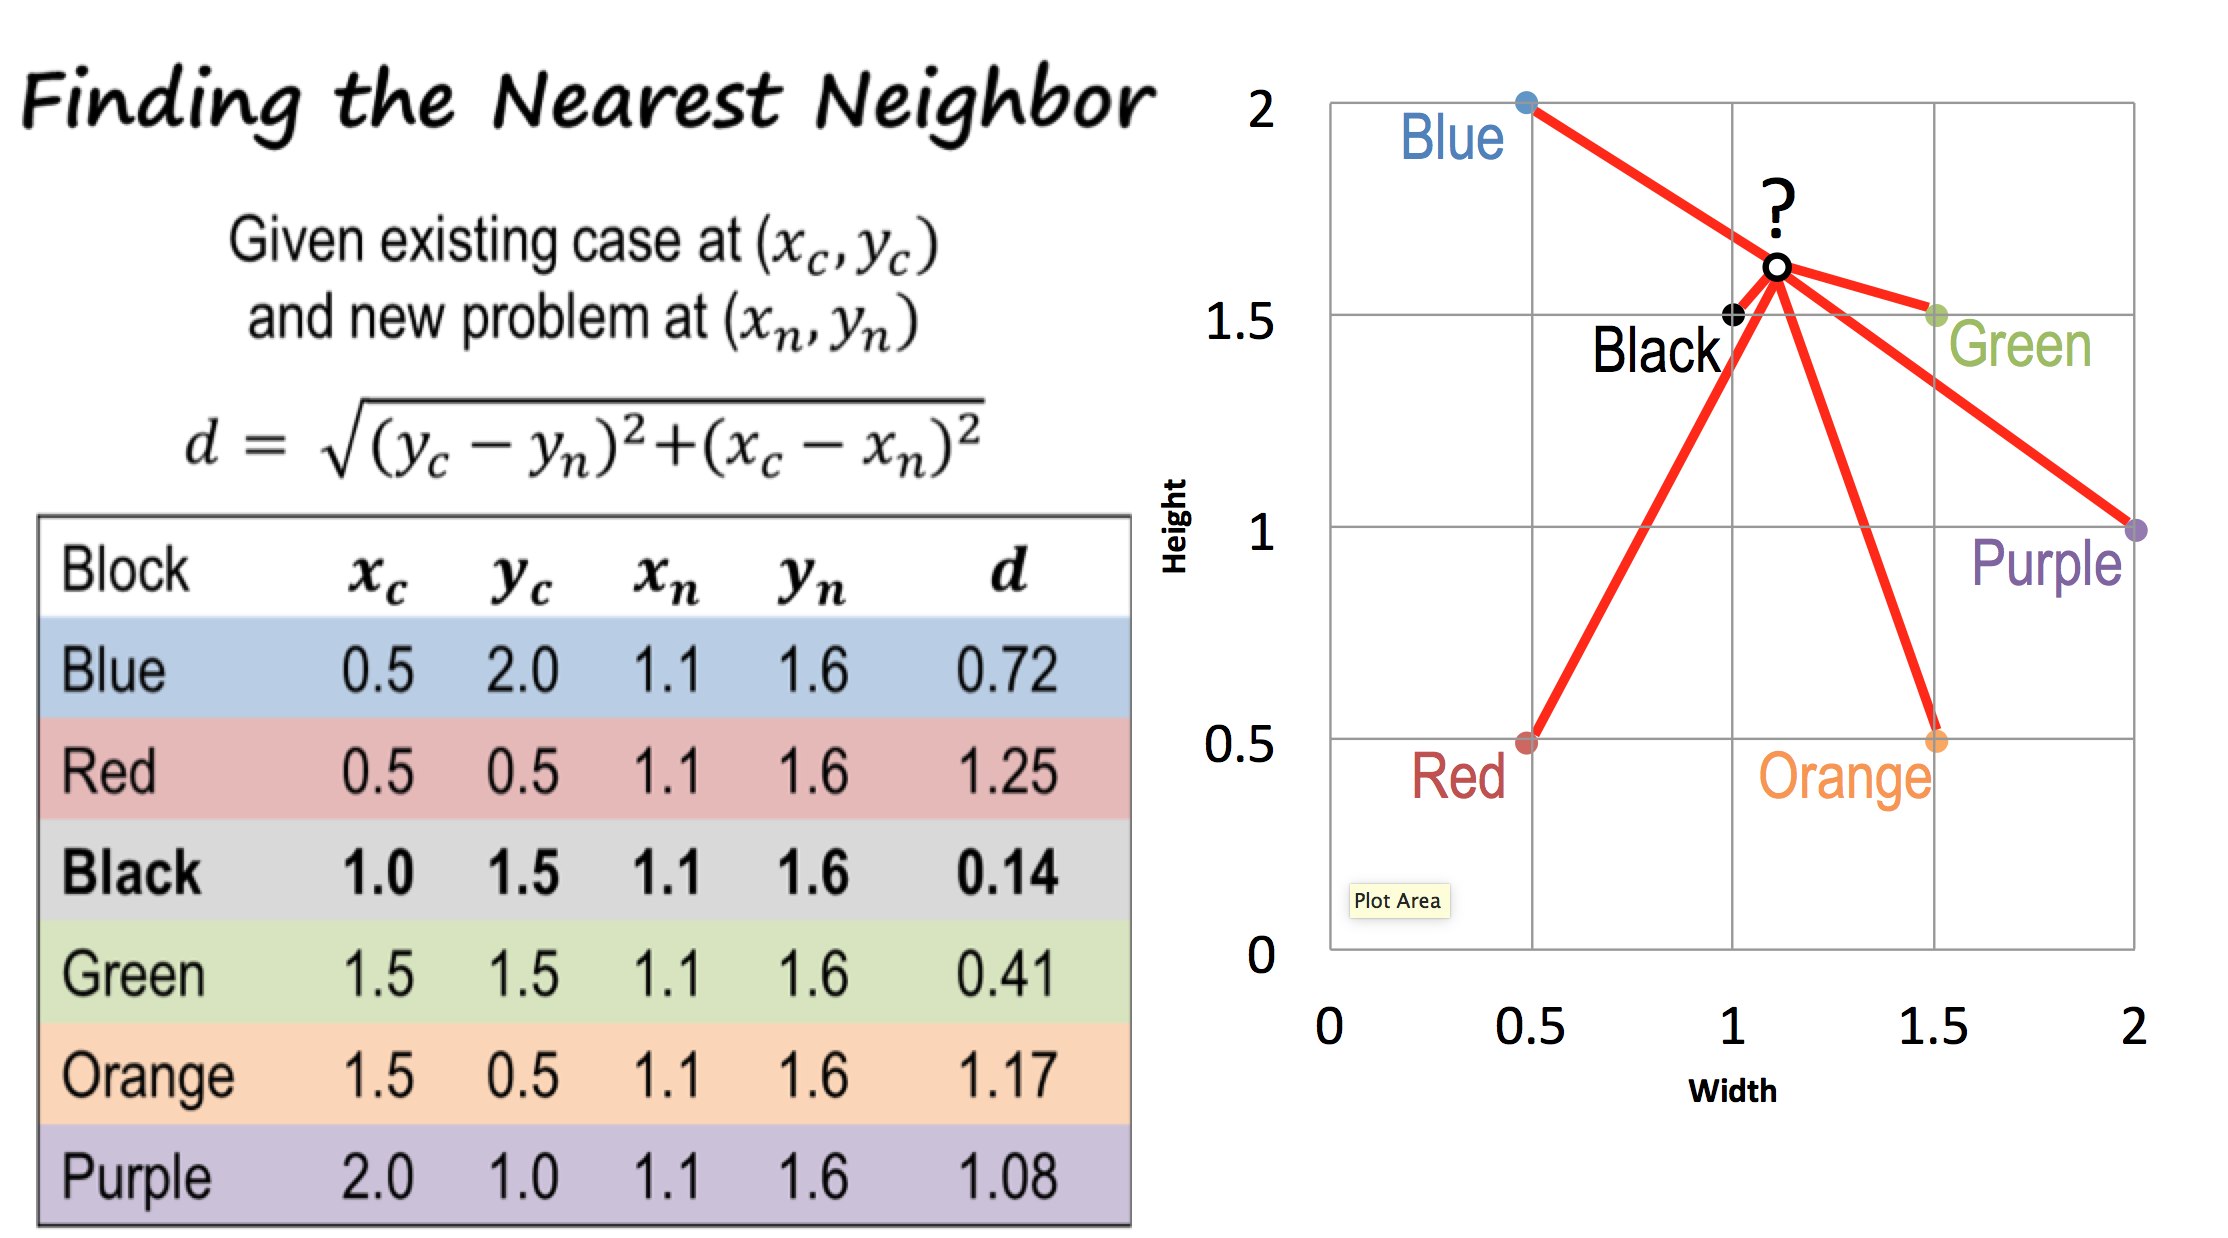 Finding the Nearest Neighbor
Given existing case at (x_c, y_c)
and new problem at (x_n, y_n)
d = √(y_c − y_n)²+(x_c − x_n)²
Block x_c y_c x_n y_n d
Blue 0.5 2.0 1.1 1.6 0.72
Red 0.5 0.5 1.1 1.6 1.25
Black 1.0 1.5 1.1 1.6 0.14
Green 1.5 1.5 1.1 1.6 0.41
Orange 1.5 0.5 1.1 1.6 1.17
Purple 2.0 1.0 1.1 1.6 1.08
2
Blue
?
1.5
Black
Green
Height
1
Purple
0.5
Red
Orange
Plot Area
0
0 0.5 1 1.5 2
Width